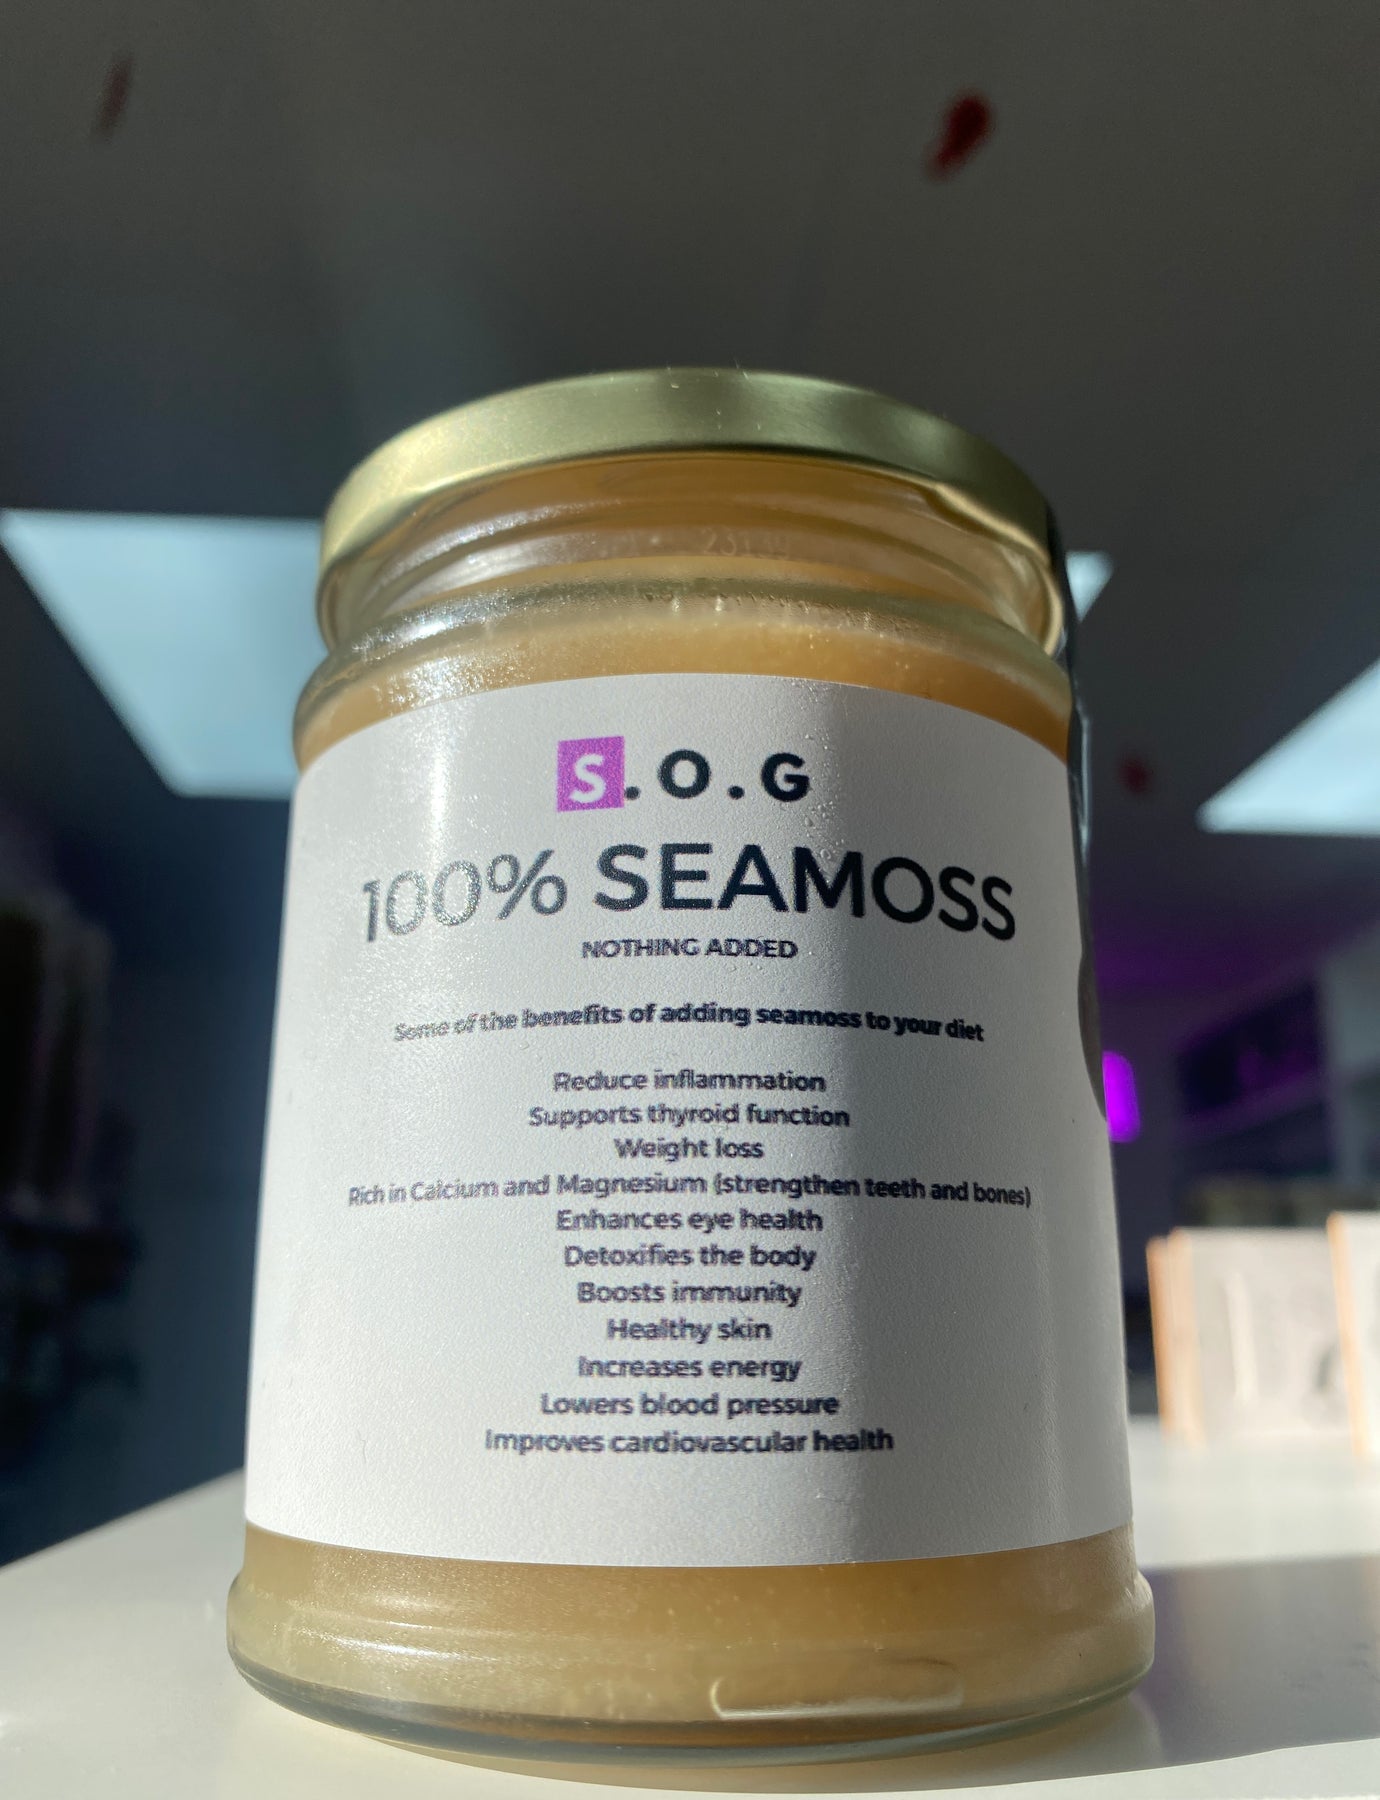 S.O.G
100% SEAMOSS
NOTHING ADDED
Some of the benefits of adding seamoss to your diet
Reduce inflammation
Supports thyroid function
Weight loss
Rich in Calcium and Magnesium (strengthen teeth and bones)
Enhances eye health
Detoxifies the body
Boosts immunity
Healthy skin
Increases energy
Lowers blood pressure
Improves cardiovascular health